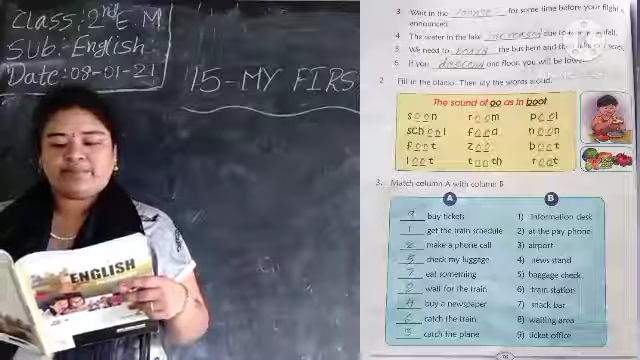 Class:- 2nd E.M
Sub:- English
Date:- 08-01-21
15-MY FIRS
ENGLISH
3 Wait in the lounge for some time before your flight is
announced.
4 The water in the lake increased due to
5 We need to board the bus here and then take seats.
6 If you descend one floor, you will be lower
2 Fill in the blanks. Then say the words aloud.
The sound of oo as in boot
soon room pool
school food noon
foot zoo boot
loot tooth root
3. Match column A with column B
A B
9 buy tickets 1) information desk
1 get the train schedule 2) at the pay phone
2 make a phone call 3) airport
5 check my luggage 4) news stand
7 eat something 5) baggage check
8 wait for the train 6) train station
4 buy a newspaper 7) snack bar
6 catch the train 8) waiting area
3 catch the plane 9) ticket office